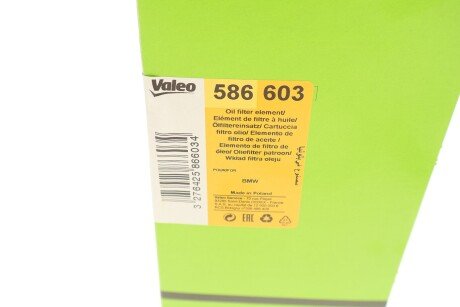 Valeo
586 603
Oil filter element/
Elément de filtre à huile/
Ölfiltereinsatz/ Cartuccia
filtro olio/ Elemento de
filtro de aceite /
Elemento de filtro de
óleo/ Oliefilter patroon/
Wkład filtra oleju
BMW
Made in: Poland
3 276425 866034